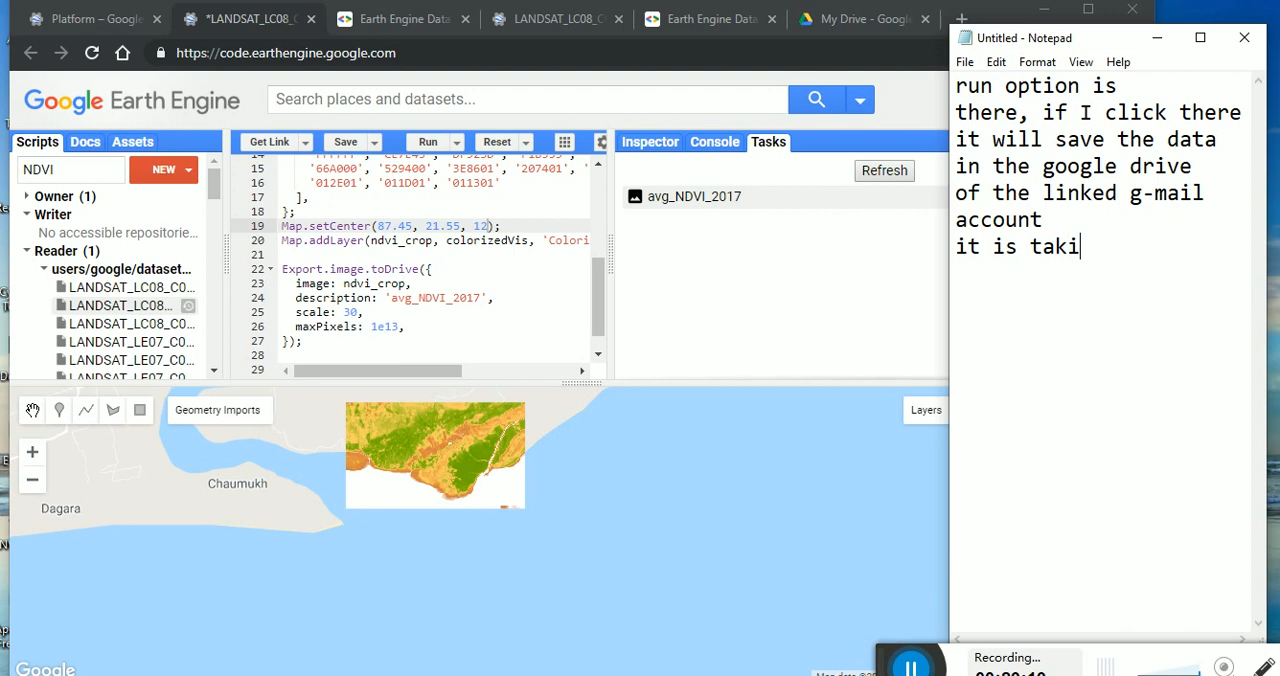 Platform – Google
*LANDSAT_LC08_C
Earth Engine Data
LANDSAT_LC08_C
Earth Engine Data
My Drive - Google
https://code.earthengine.google.com
Google Earth Engine
Search places and datasets...
Scripts Docs Assets
NDVI
NEW
Owner (1)
Writer
No accessible repositorie...
Reader (1)
users/google/dataset...
LANDSAT_LC08_C0...
LANDSAT_LC08...
LANDSAT_LC08_C0...
LANDSAT_LE07_C0...
LANDSAT_LE07_C0...
LANDSAT_LE07_C0...
Get Link Save Run Reset
15 '66A000', '529400', '3E8601', '207401', '
16 '012E01', '011D01', '011301'
17 ],
18 };
19 Map.setCenter(87.45, 21.55, 12);
20 Map.addLayer(ndvi_crop, colorizedVis, 'Colori
21
22 Export.image.toDrive({
23 image: ndvi_crop,
24 description: 'avg_NDVI_2017',
25 scale: 30,
26 maxPixels: 1e13,
27 });
28
29
Inspector Console Tasks
Refresh
avg_NDVI_2017
Geometry Imports
Layers
Chaumukh
Dagara
Google
Untitled - Notepad
File Edit Format View Help
run option is
there, if I click there
it will save the data
in the google drive
of the linked g-mail
account
it is taki
Recording...